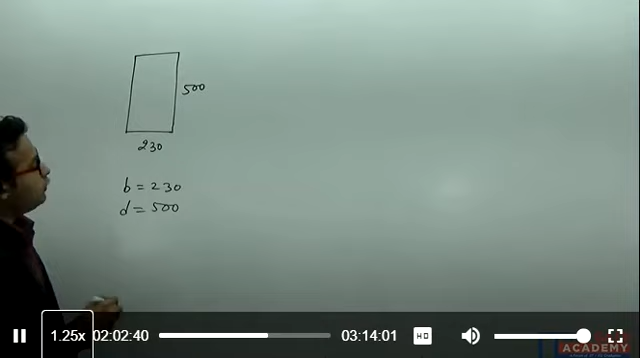 500
230
b = 230
d = 500
1.25x 02:02:40 03:14:01 HD
ACADEMY